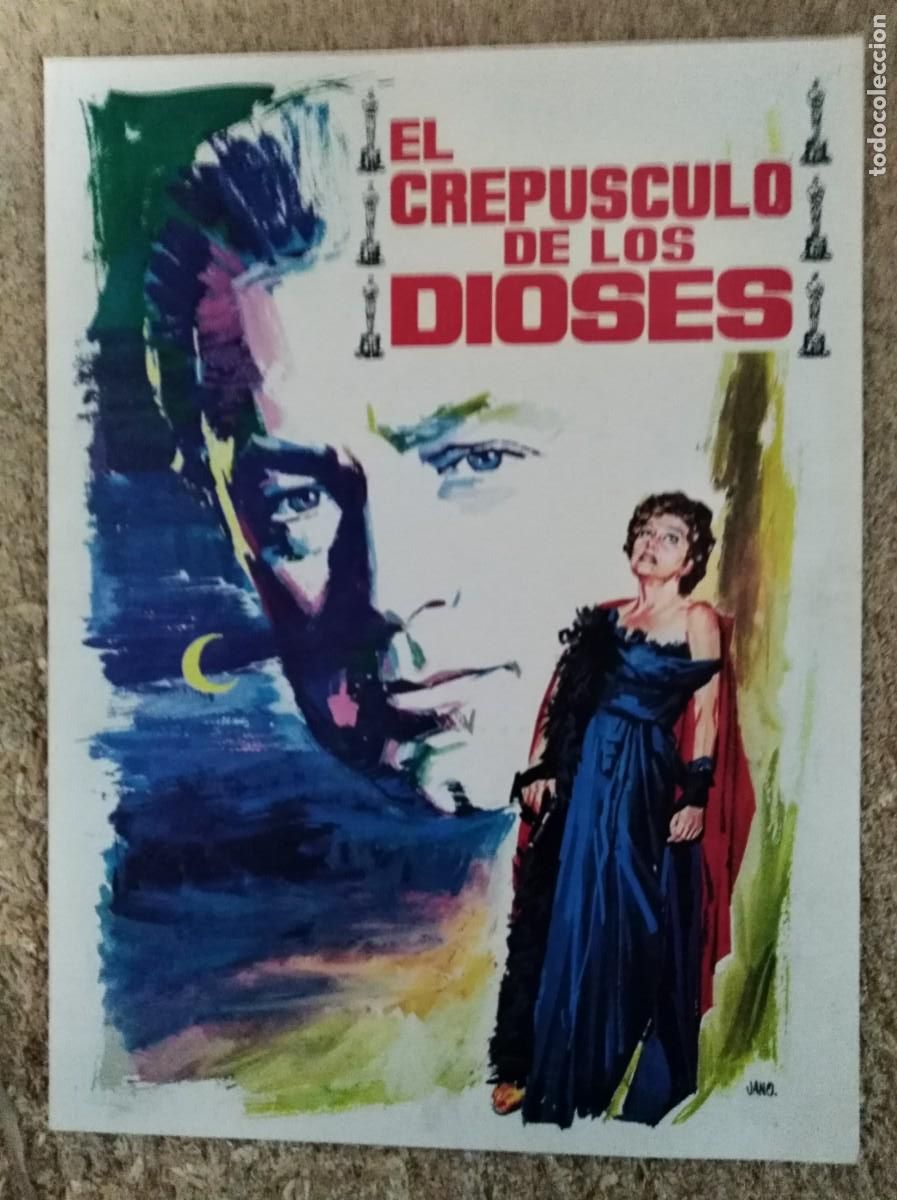 EL
CREPUSCULO
DE LOS
DIOSES
JANO.
todocoleccion